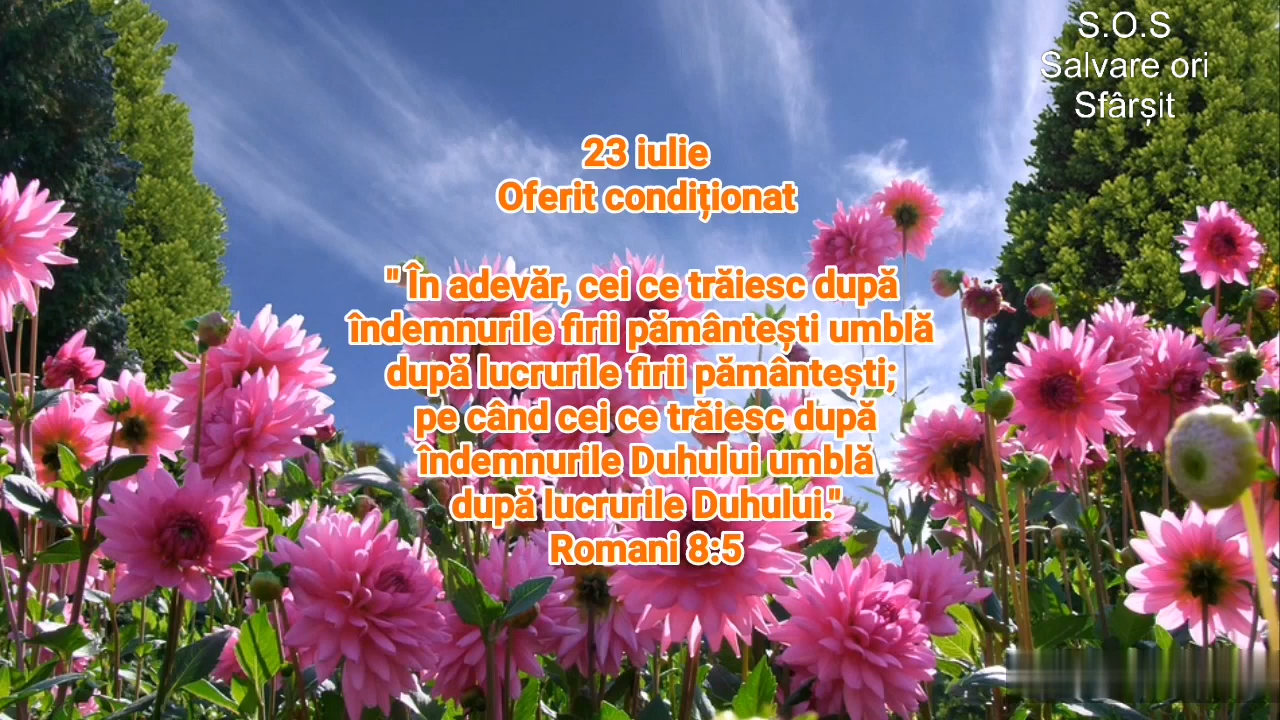 S.O.S
Salvare ori
Sfârșit
23 iulie
Oferit condiționat
" În adevăr, cei ce trăiesc după
îndemnurile firii pământești umblă
după lucrurile firii pământești;
pe când cei ce trăiesc după
îndemnurile Duhului umblă
după lucrurile Duhului."
Romani 8:5